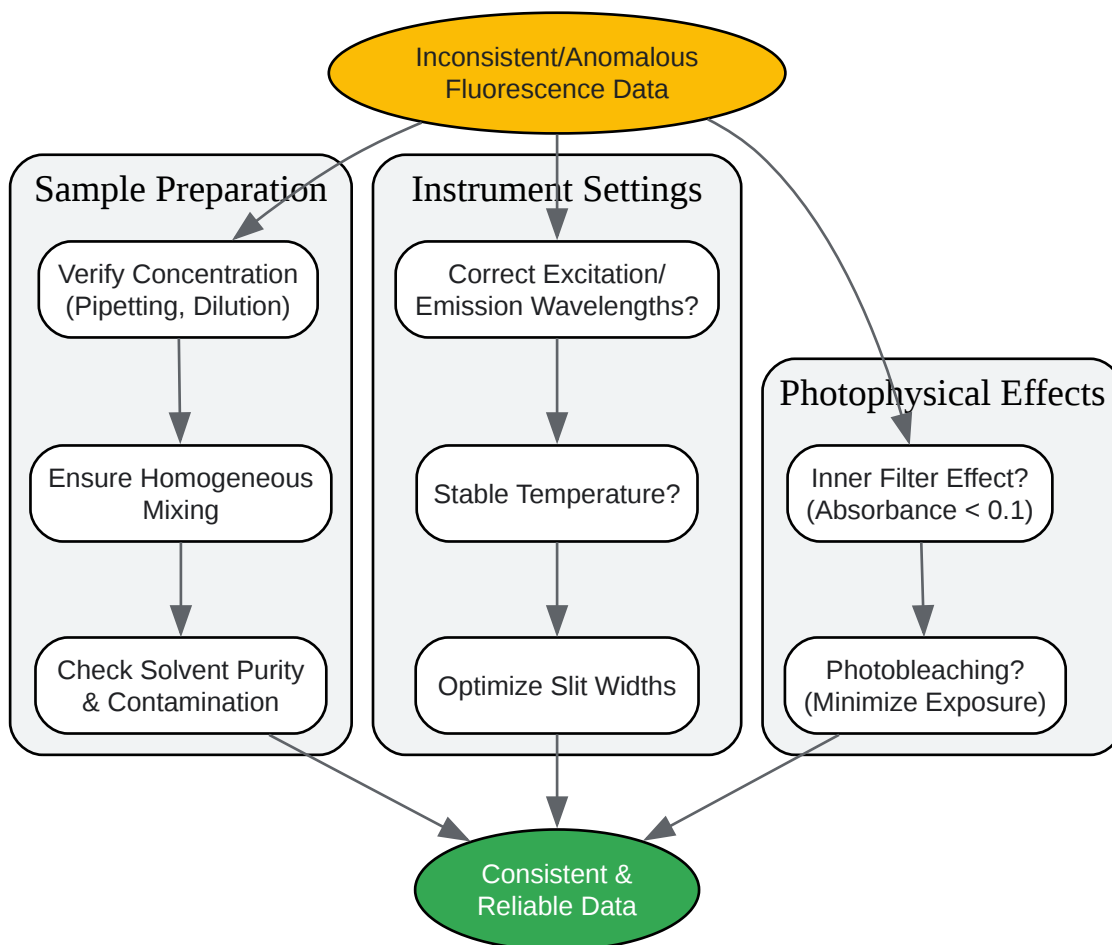 Inconsistent/Anomalous
Fluorescence Data
Sample Preparation
Verify Concentration
(Pipetting, Dilution)
Ensure Homogeneous
Mixing
Check Solvent Purity
& Contamination
Instrument Settings
Correct Excitation/
Emission Wavelengths?
Stable Temperature?
Optimize Slit Widths
Photophysical Effects
Inner Filter Effect?
(Absorbance < 0.1)
Photobleaching?
(Minimize Exposure)
Consistent &
Reliable Data